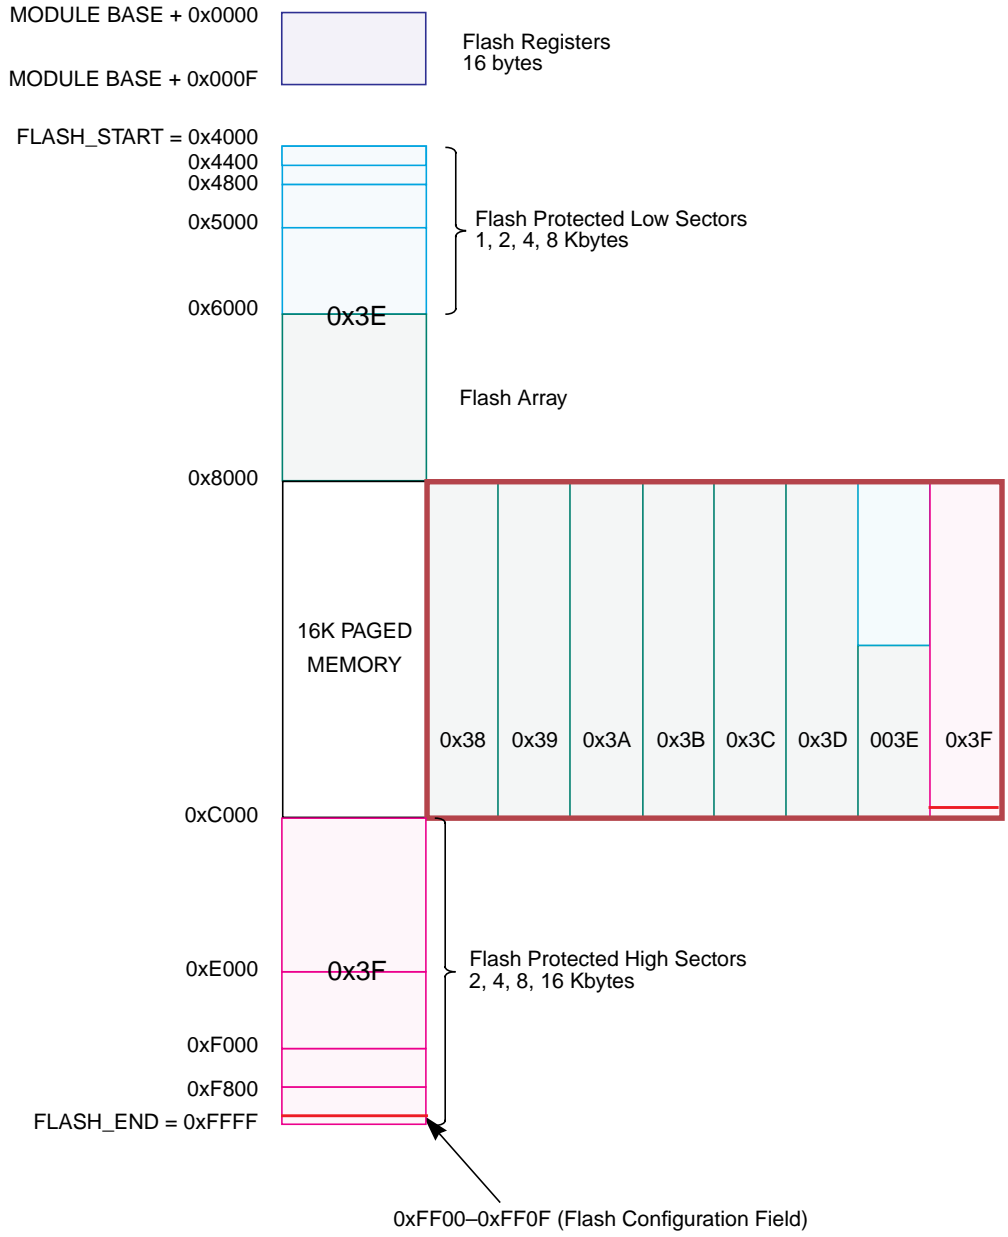 MODULE BASE + 0x0000
Flash Registers
16 bytes
MODULE BASE + 0x000F
FLASH_START = 0x4000
0x4400
0x4800
0x5000
Flash Protected Low Sectors
1, 2, 4, 8 Kbytes
0x6000
0x3E
Flash Array
0x8000
16K PAGED
MEMORY
0x38 0x39 0x3A 0x3B 0x3C 0x3D 003E 0x3F
0xC000
Flash Protected High Sectors
2, 4, 8, 16 Kbytes
0xE000
0x3F
0xF000
0xF800
FLASH_END = 0xFFFF
0xFF00–0xFF0F (Flash Configuration Field)